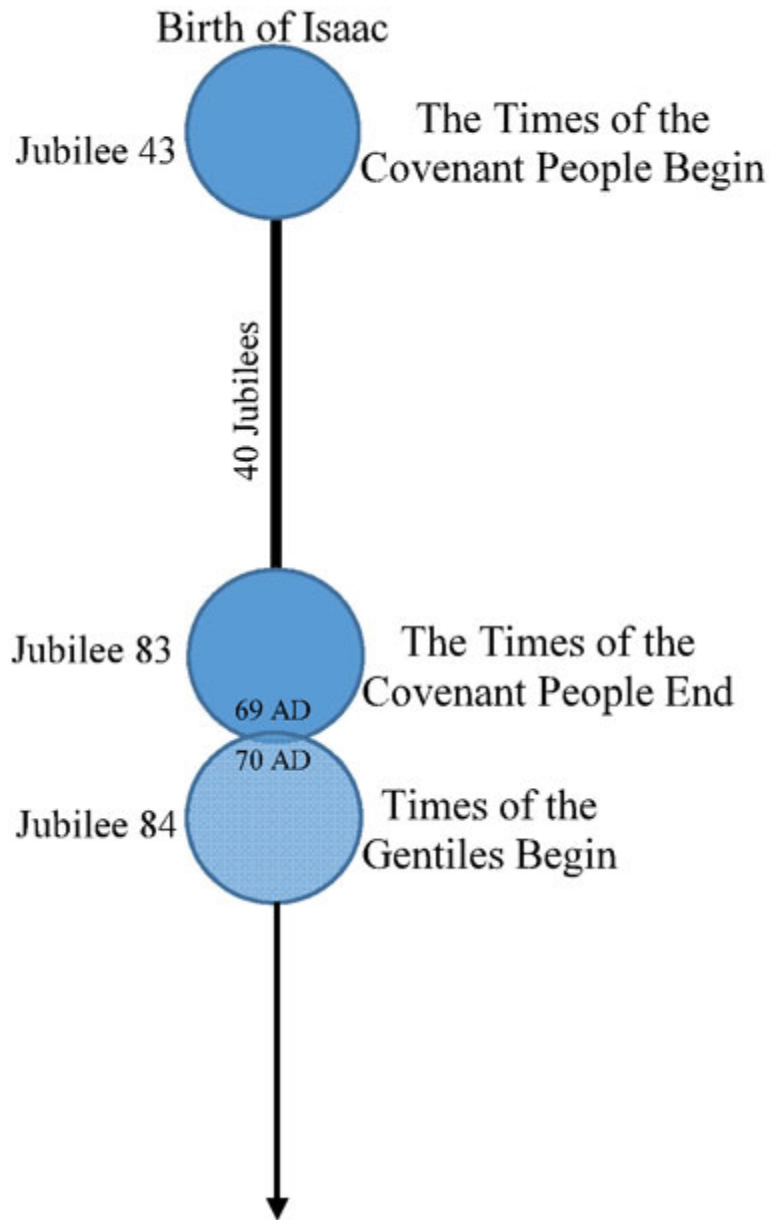 Birth of Isaac
Jubilee 43
The Times of the
Covenant People Begin
40 Jubilees
Jubilee 83
The Times of the
Covenant People End
69 AD
70 AD
Jubilee 84
Times of the
Gentiles Begin